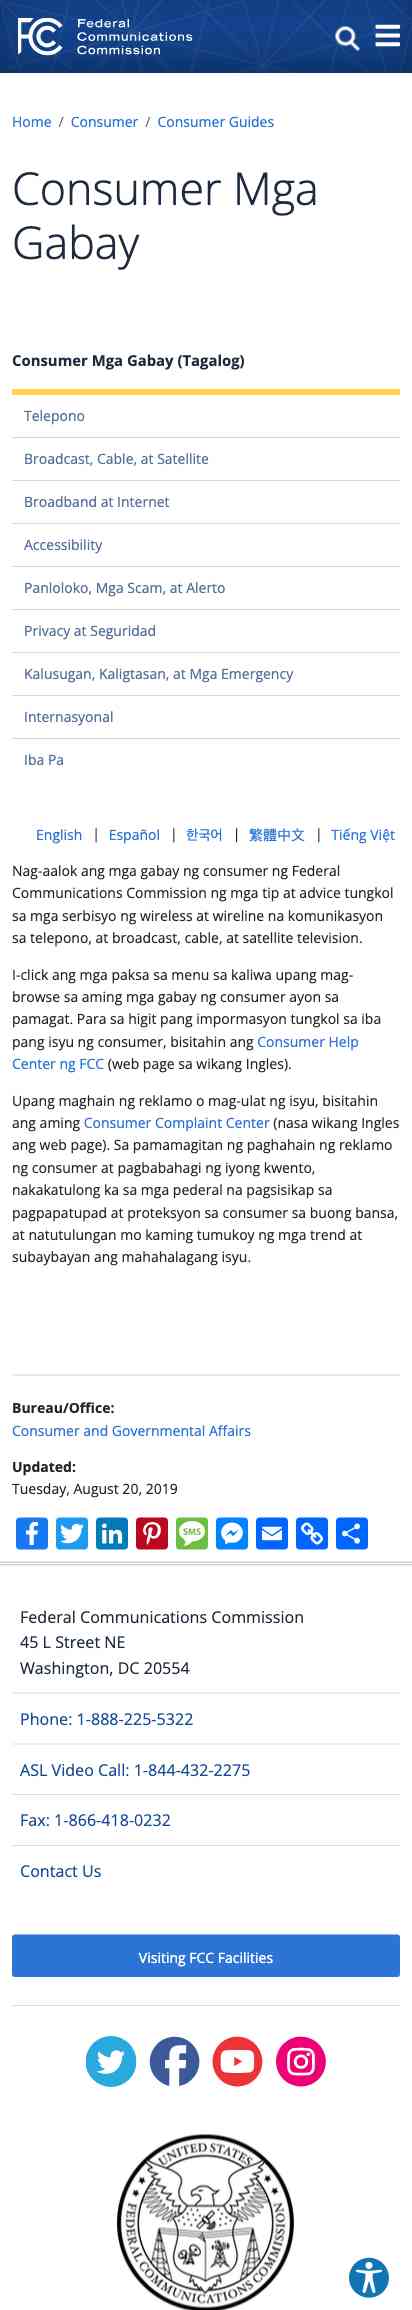 Federal
Communications
Commission
Home / Consumer / Consumer Guides
Consumer Mga
Gabay
Consumer Mga Gabay (Tagalog)
Telepono
Broadcast, Cable, at Satellite
Broadband at Internet
Accessibility
Panloloko, Mga Scam, at Alerto
Privacy at Seguridad
Kalusugan, Kaligtasan, at Mga Emergency
Internasyonal
Iba Pa
English | Español | 한국어 | 繁體中文 | Tiếng Việt
Nag-aalok ang mga gabay ng consumer ng Federal
Communications Commission ng mga tip at advice tungkol
sa mga serbisyo ng wireless at wireline na komunikasyon
sa telepono, at broadcast, cable, at satellite television.
I-click ang mga paksa sa menu sa kaliwa upang mag-
browse sa aming mga gabay ng consumer ayon sa
pamagat. Para sa higit pang impormasyon tungkol sa iba
pang isyu ng consumer, bisitahin ang Consumer Help
Center ng FCC (web page sa wikang Ingles).
Upang maghain ng reklamo o mag-ulat ng isyu, bisitahin
ang aming Consumer Complaint Center (nasa wikang Ingles
ang web page). Sa pamamagitan ng paghahain ng reklamo
ng consumer at pagbabahagi ng iyong kwento,
nakakatulong ka sa mga pederal na pagsisikap sa
pagpapatupad at proteksyon sa consumer sa buong bansa,
at natutulungan mo kaming tumukoy ng mga trend at
subaybayan ang mahahalagang isyu.
Bureau/Office:
Consumer and Governmental Affairs
Updated:
Tuesday, August 20, 2019
SMS
Federal Communications Commission
45 L Street NE
Washington, DC 20554
Phone: 1-888-225-5322
ASL Video Call: 1-844-432-2275
Fax: 1-866-418-0232
Contact Us
Visiting FCC Facilities
UNITED STATES
FEDERAL COMMUNICATIONS COMMISSION